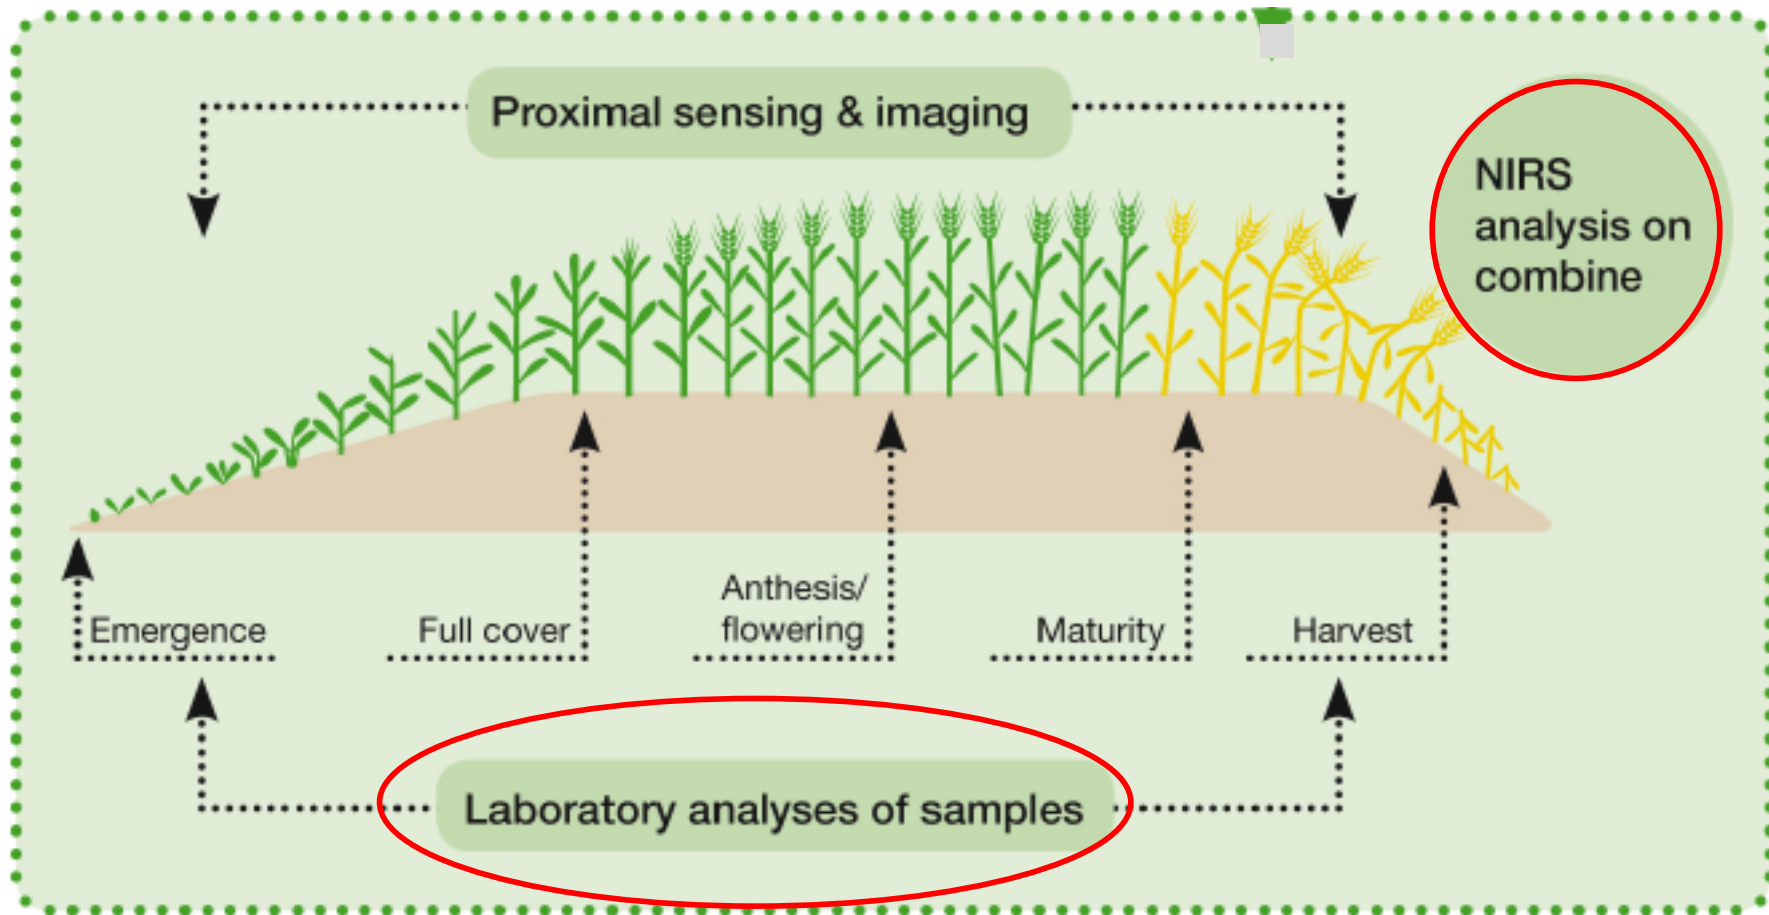 Proximal sensing & imaging
NIRS
analysis on
combine
Emergence
Full cover
Anthesis/
flowering
Maturity
Harvest
Laboratory analyses of samples